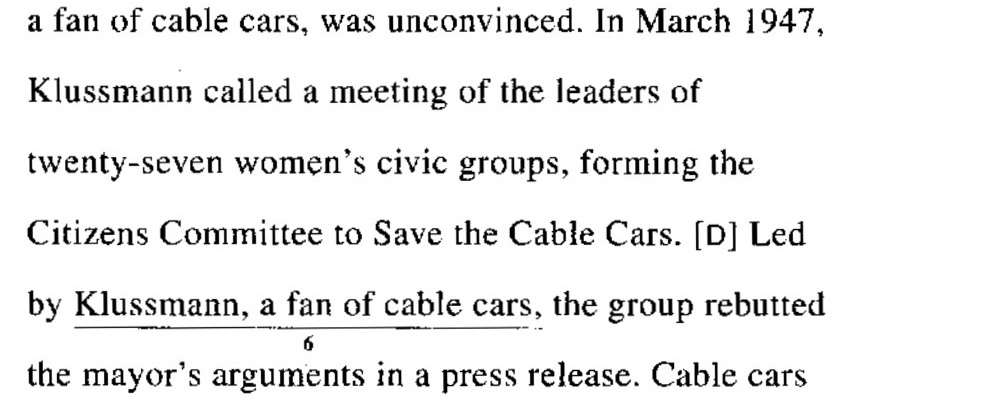 a fan of cable cars, was unconvinced. In March 1947,
Klussmann called a meeting of the leaders of
twenty-seven women's civic groups, forming the
Citizens Committee to Save the Cable Cars. [D] Led
by Klussmann, a fan of cable cars, the group rebutted
6
the mayor's arguments in a press release. Cable cars